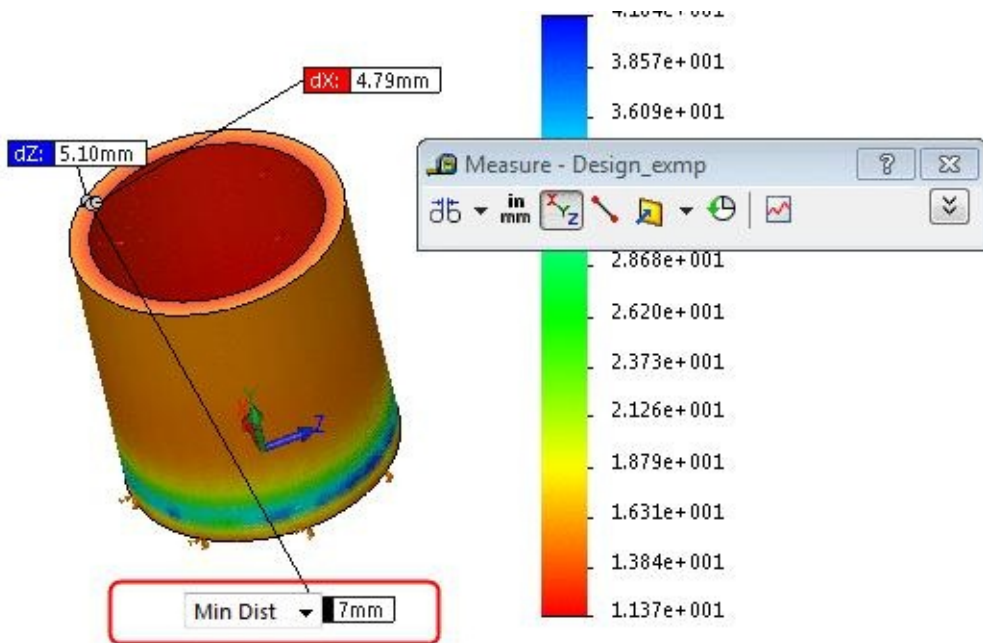 dX: 4.79mm
dZ: 5.10mm
Measure - Design_exmp
in
mm
X
Y
Z
3.857e+001
3.609e+001
2.868e+001
2.620e+001
2.373e+001
2.126e+001
1.879e+001
1.631e+001
1.384e+001
1.137e+001
Z
Min Dist 7mm